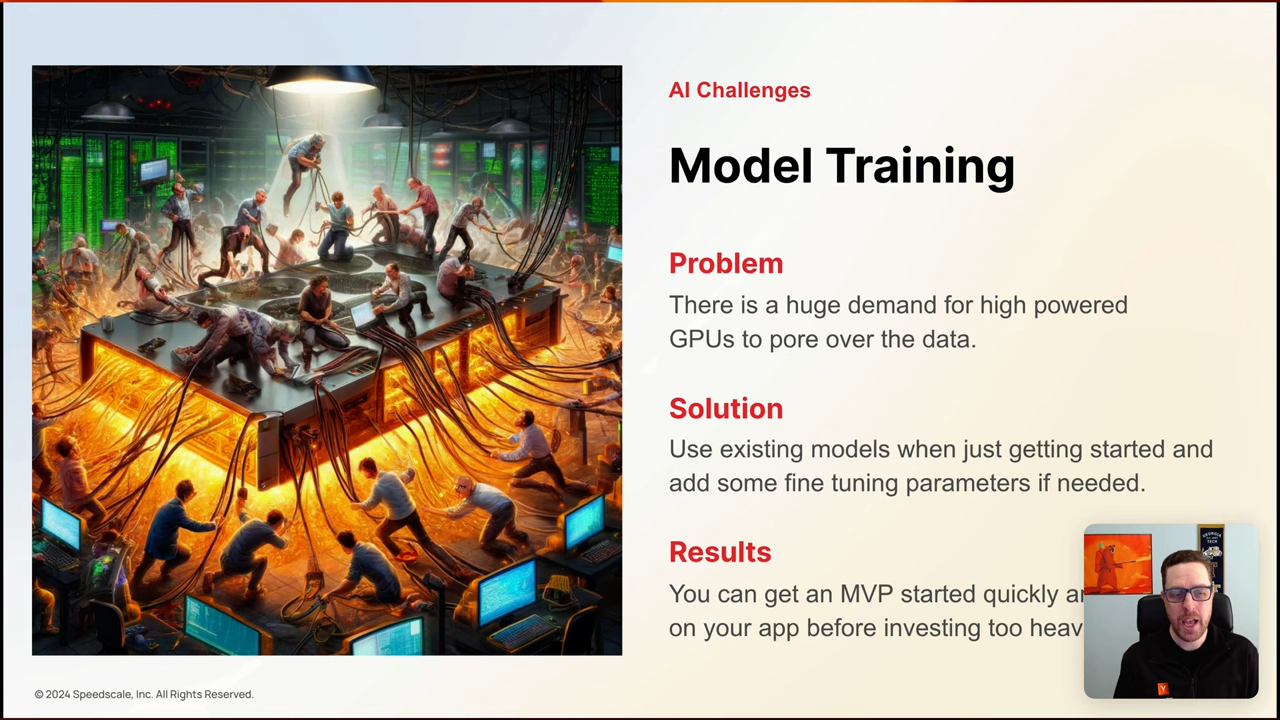 AI Challenges
Model Training
Problem
There is a huge demand for high powered
GPUs to pore over the data.
Solution
Use existing models when just getting started and
add some fine tuning parameters if needed.
Results
You can get an MVP started quickly
on your app before investing too
GEORGIA
TECH
Y
© 2024 Speedscale, Inc. All Rights Reserved.